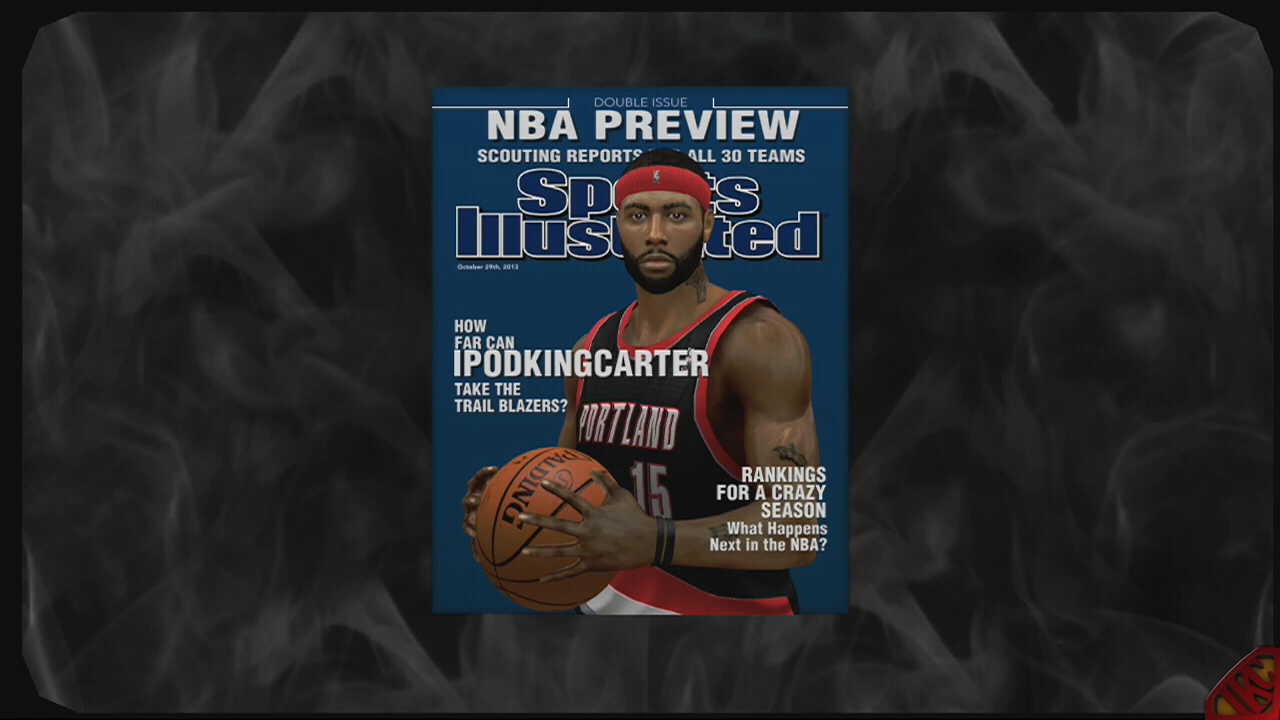 DOUBLE ISSUE
NBA PREVIEW
SCOUTING REPORTS ALL 30 TEAMS
Sports
Illustrated
October 29th, 2013
HOW
FAR CAN
IPODKINGCARTER
TAKE THE
TRAIL BLAZERS?
PORTLAND
15
SPALDING
RANKINGS
FOR A CRAZY
SEASON
What Happens
Next in the NBA?
IKC